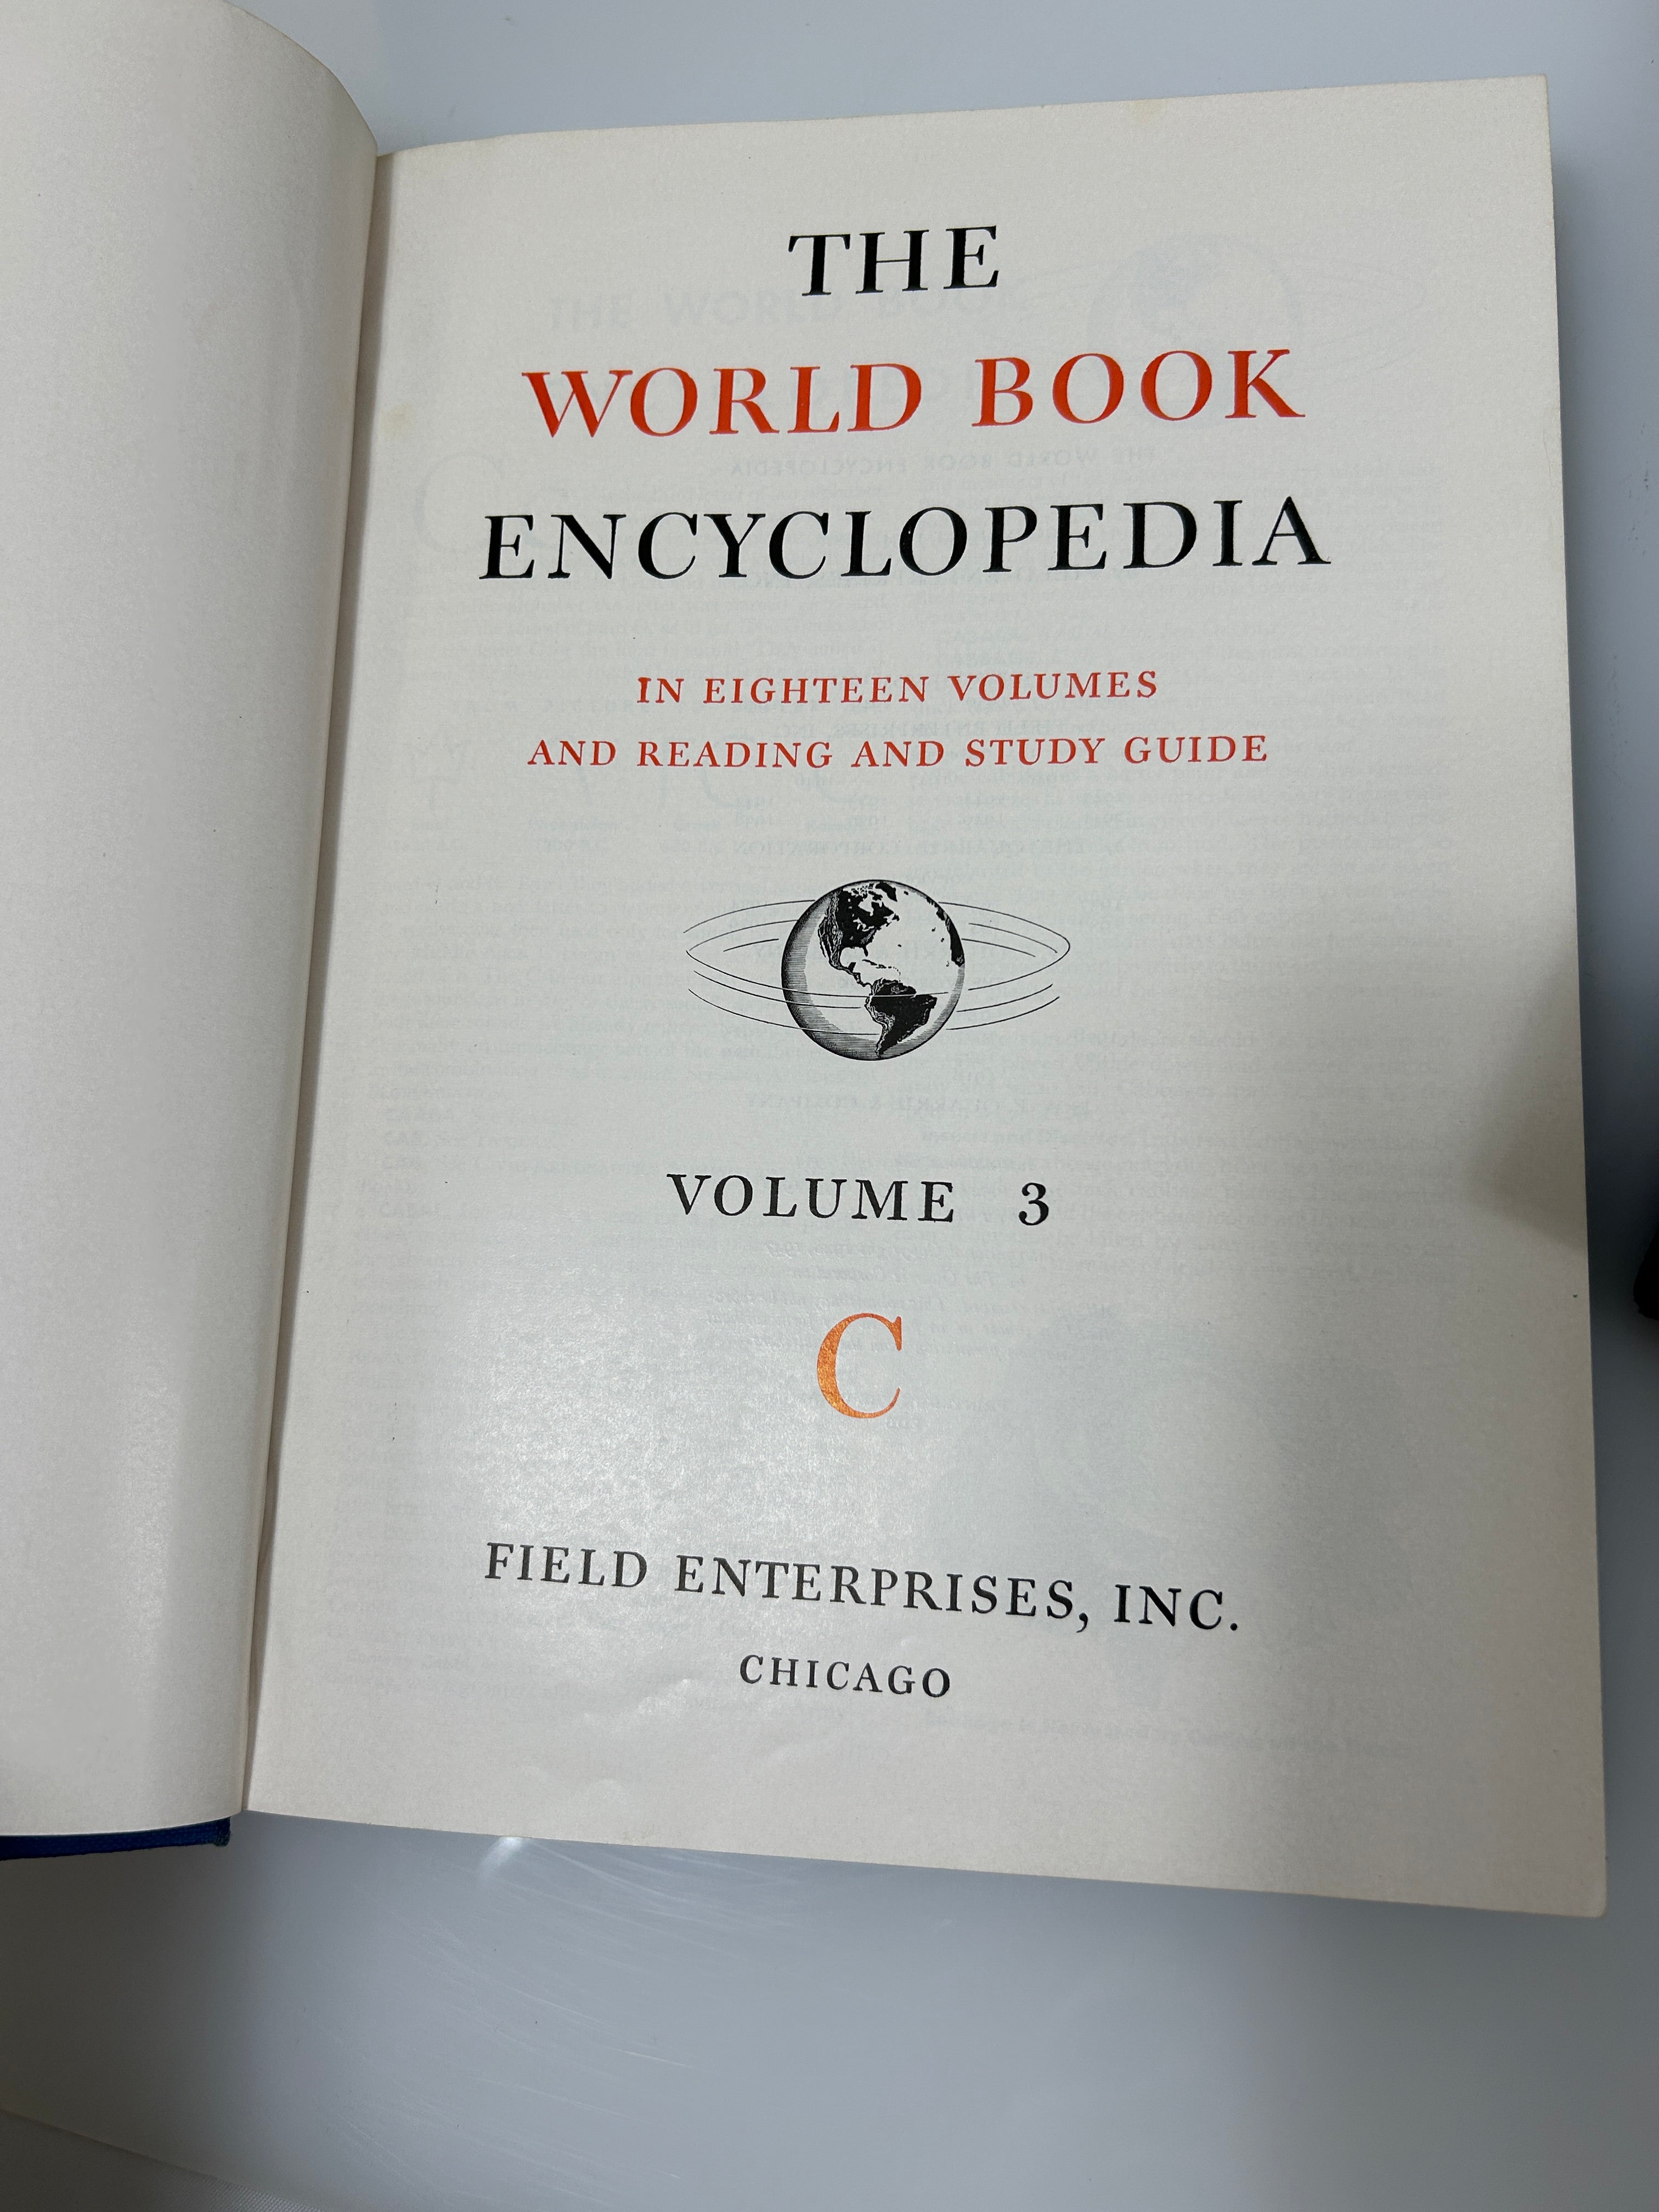 THE
WORLD BOOK
ENCYCLOPEDIA
IN EIGHTEEN VOLUMES
AND READING AND STUDY GUIDE
VOLUME 3
C
FIELD ENTERPRISES, INC.
CHICAGO